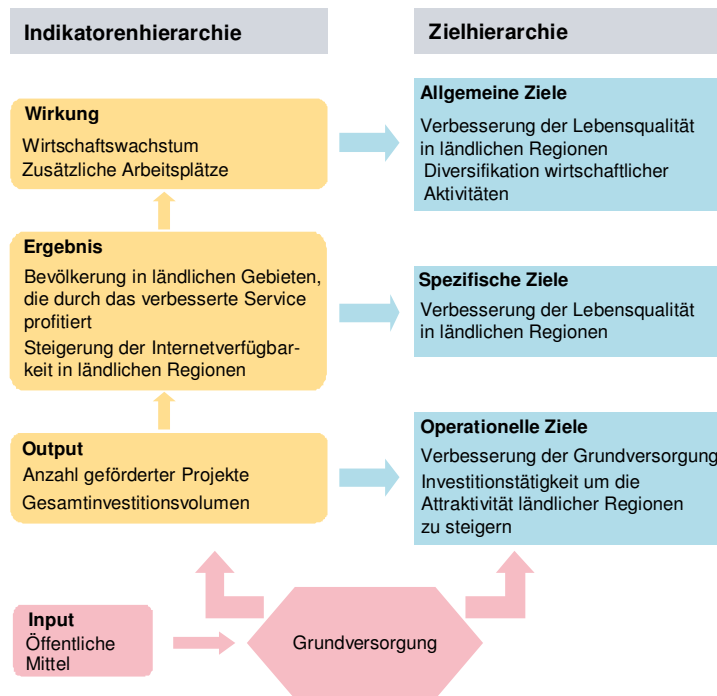 Indikatorenhierarchie
Zielhierarchie
Wirkung
Wirtschaftswachstum
Zusätzliche Arbeitsplätze
Allgemeine Ziele
Verbesserung der Lebensqualität
in ländlichen Regionen
Diversifikation wirtschaftlicher
Aktivitäten
Ergebnis
Bevölkerung in ländlichen Gebieten,
die durch das verbesserte Service
profitiert
Steigerung der Internetverfügbar-
keit in ländlichen Regionen
Spezifische Ziele
Verbesserung der Lebensqualität
in ländlichen Regionen
Output
Anzahl geförderter Projekte
Gesamtinvestitionsvolumen
Operationelle Ziele
Verbesserung der Grundversorgung
Investitionstätigkeit um die
Attraktivität ländlicher Regionen
zu steigern
Input
Öffentliche
Mittel
Grundversorgung